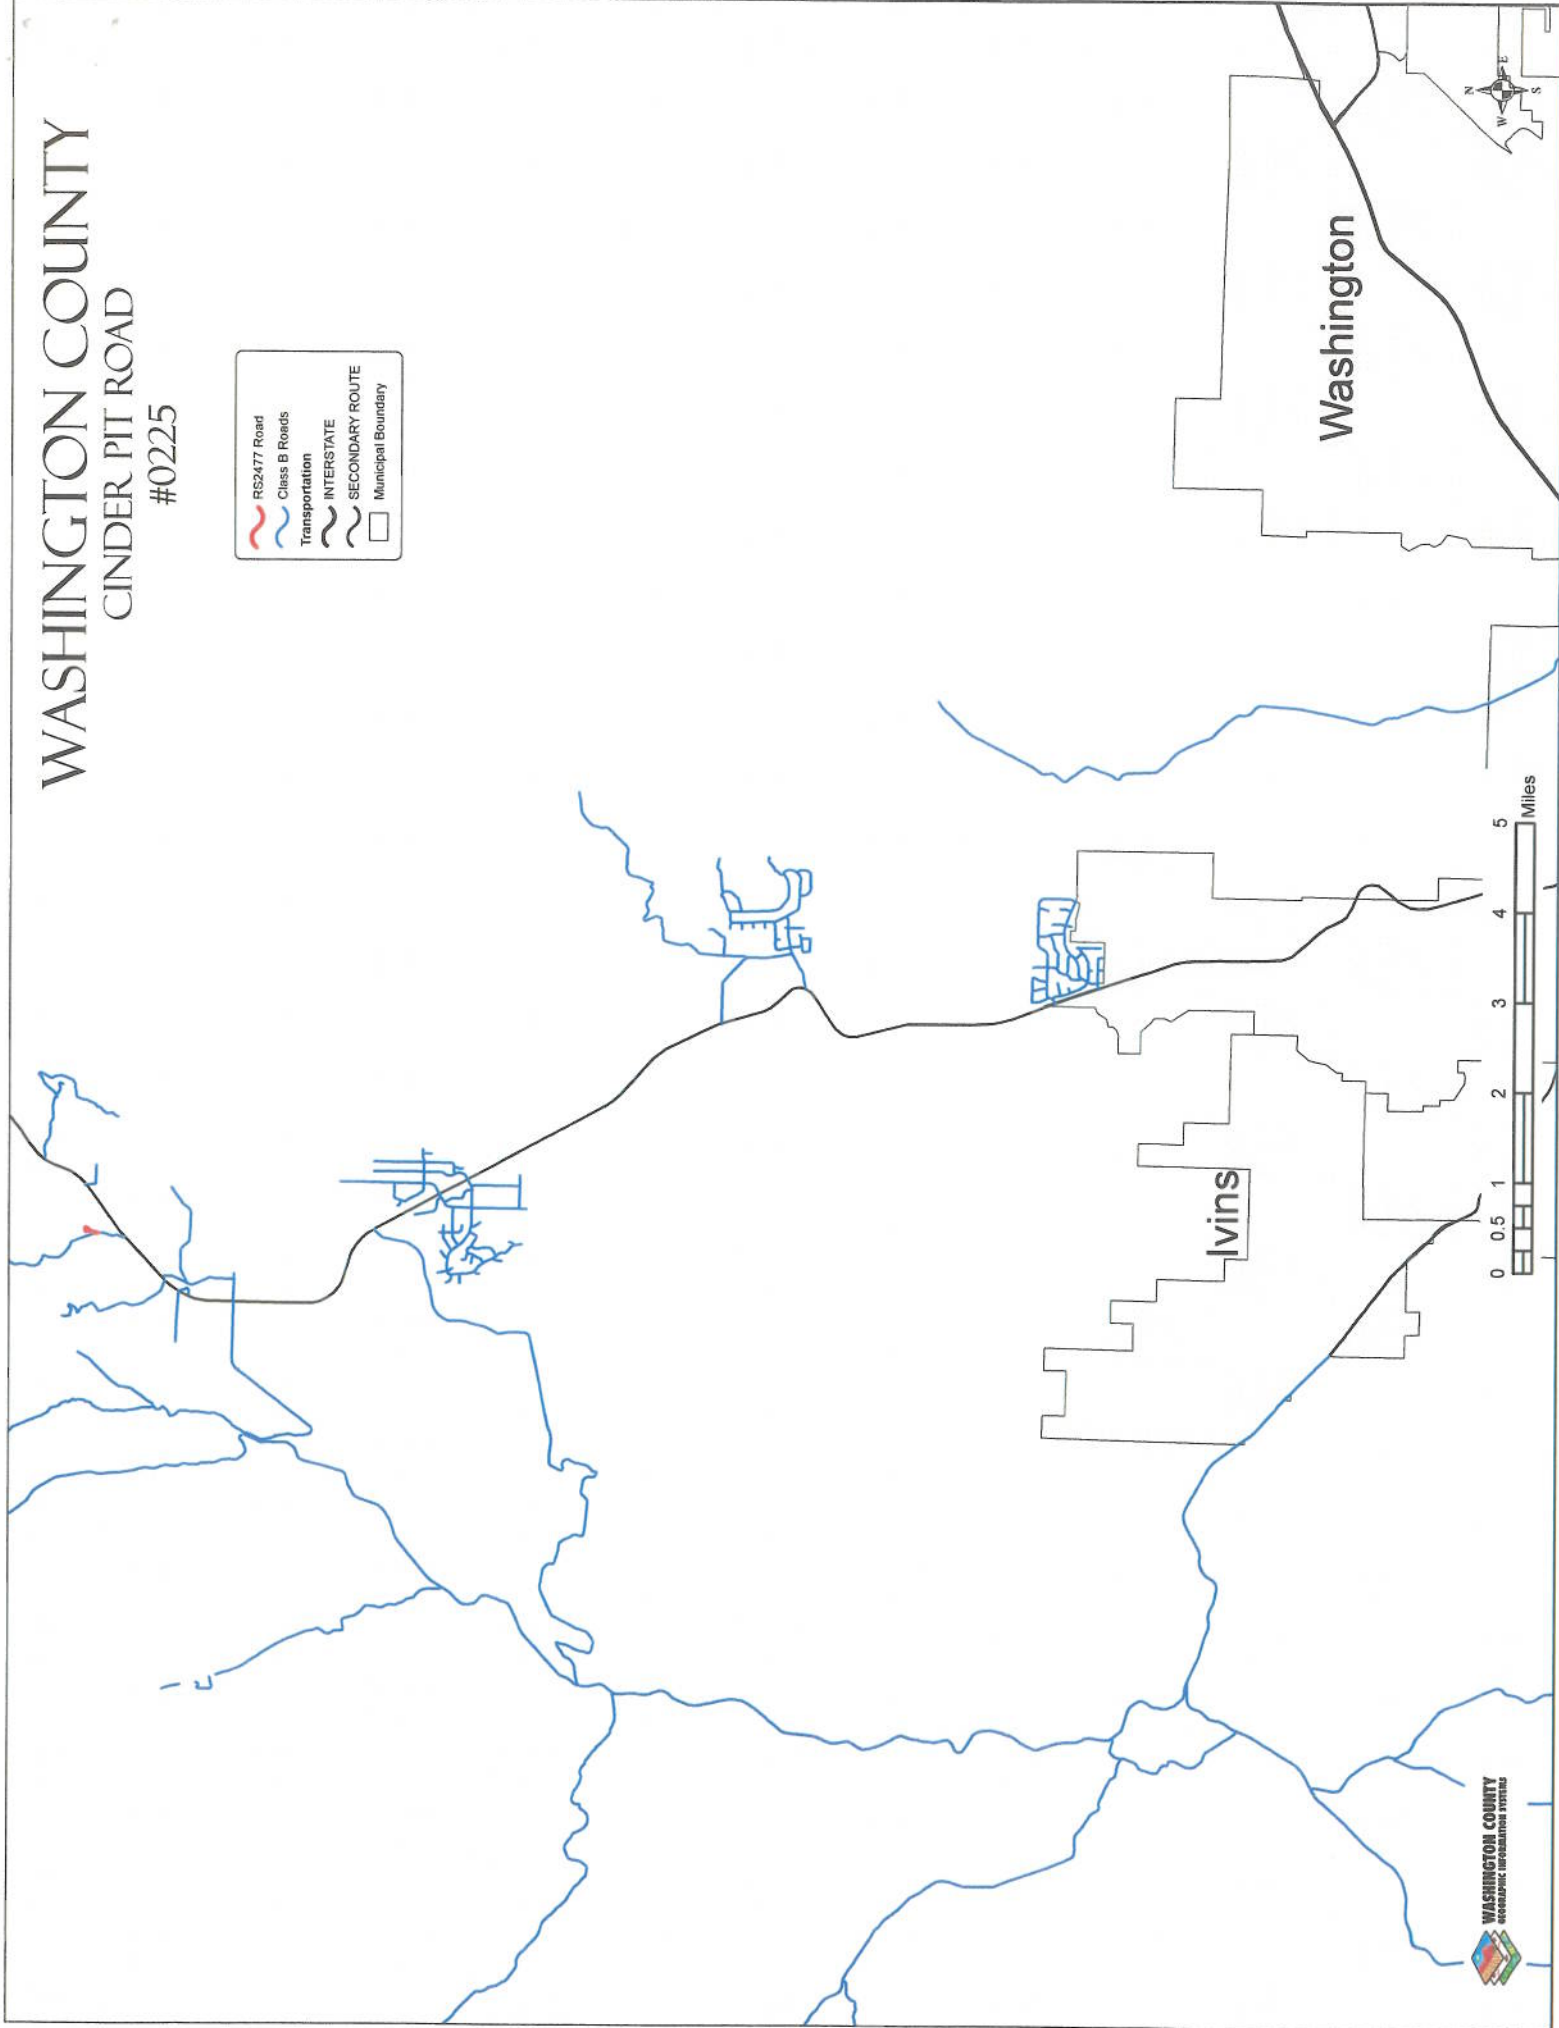 WASHINGTON COUNTY
CINDER PIT ROAD
#0225
RS2477 Road
Class B Roads
Transportation
INTERSTATE
SECONDARY ROUTE
Municipal Boundary
Washington
Ivins
N
W E
S
0 0.5 1 2 3 4 5
Miles
WASHINGTON COUNTY
GEOGRAPHIC INFORMATION SYSTEMS